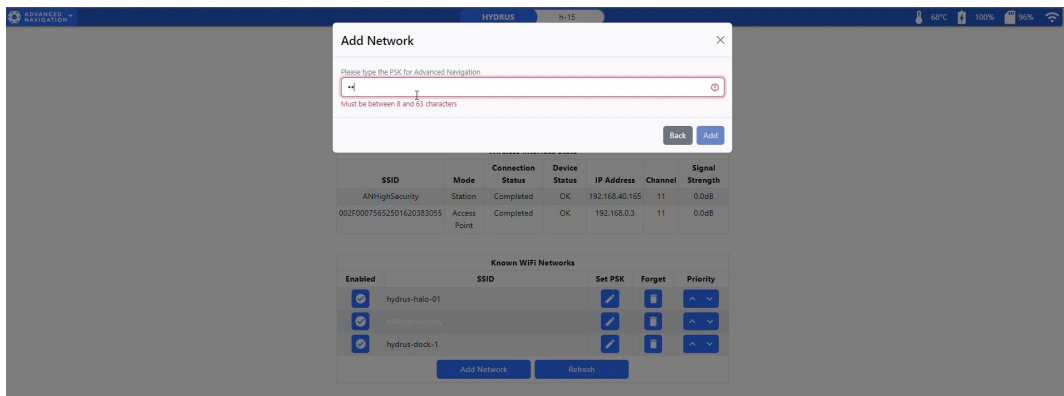 ADVANCED NAVIGATION
HYDRUS h-15
68°C 100% 96%
Add Network
Please type the PSK for Advanced Navigation
Must be between 8 and 63 characters
Back Add
Wireless Interface State
SSID Mode Connection Status Device Status IP Address Channel Signal Strength
ANHighSecurity Station Completed OK 192.168.40.165 11 0.0dB
002F00075652501620383055 Access Point Completed OK 192.168.0.3 11 0.0dB
Known WiFi Networks
Enabled SSID Set PSK Forget Priority
hydrus-halo-01
ANHighSecurity
hydrus-dock-1
Add Network Refresh